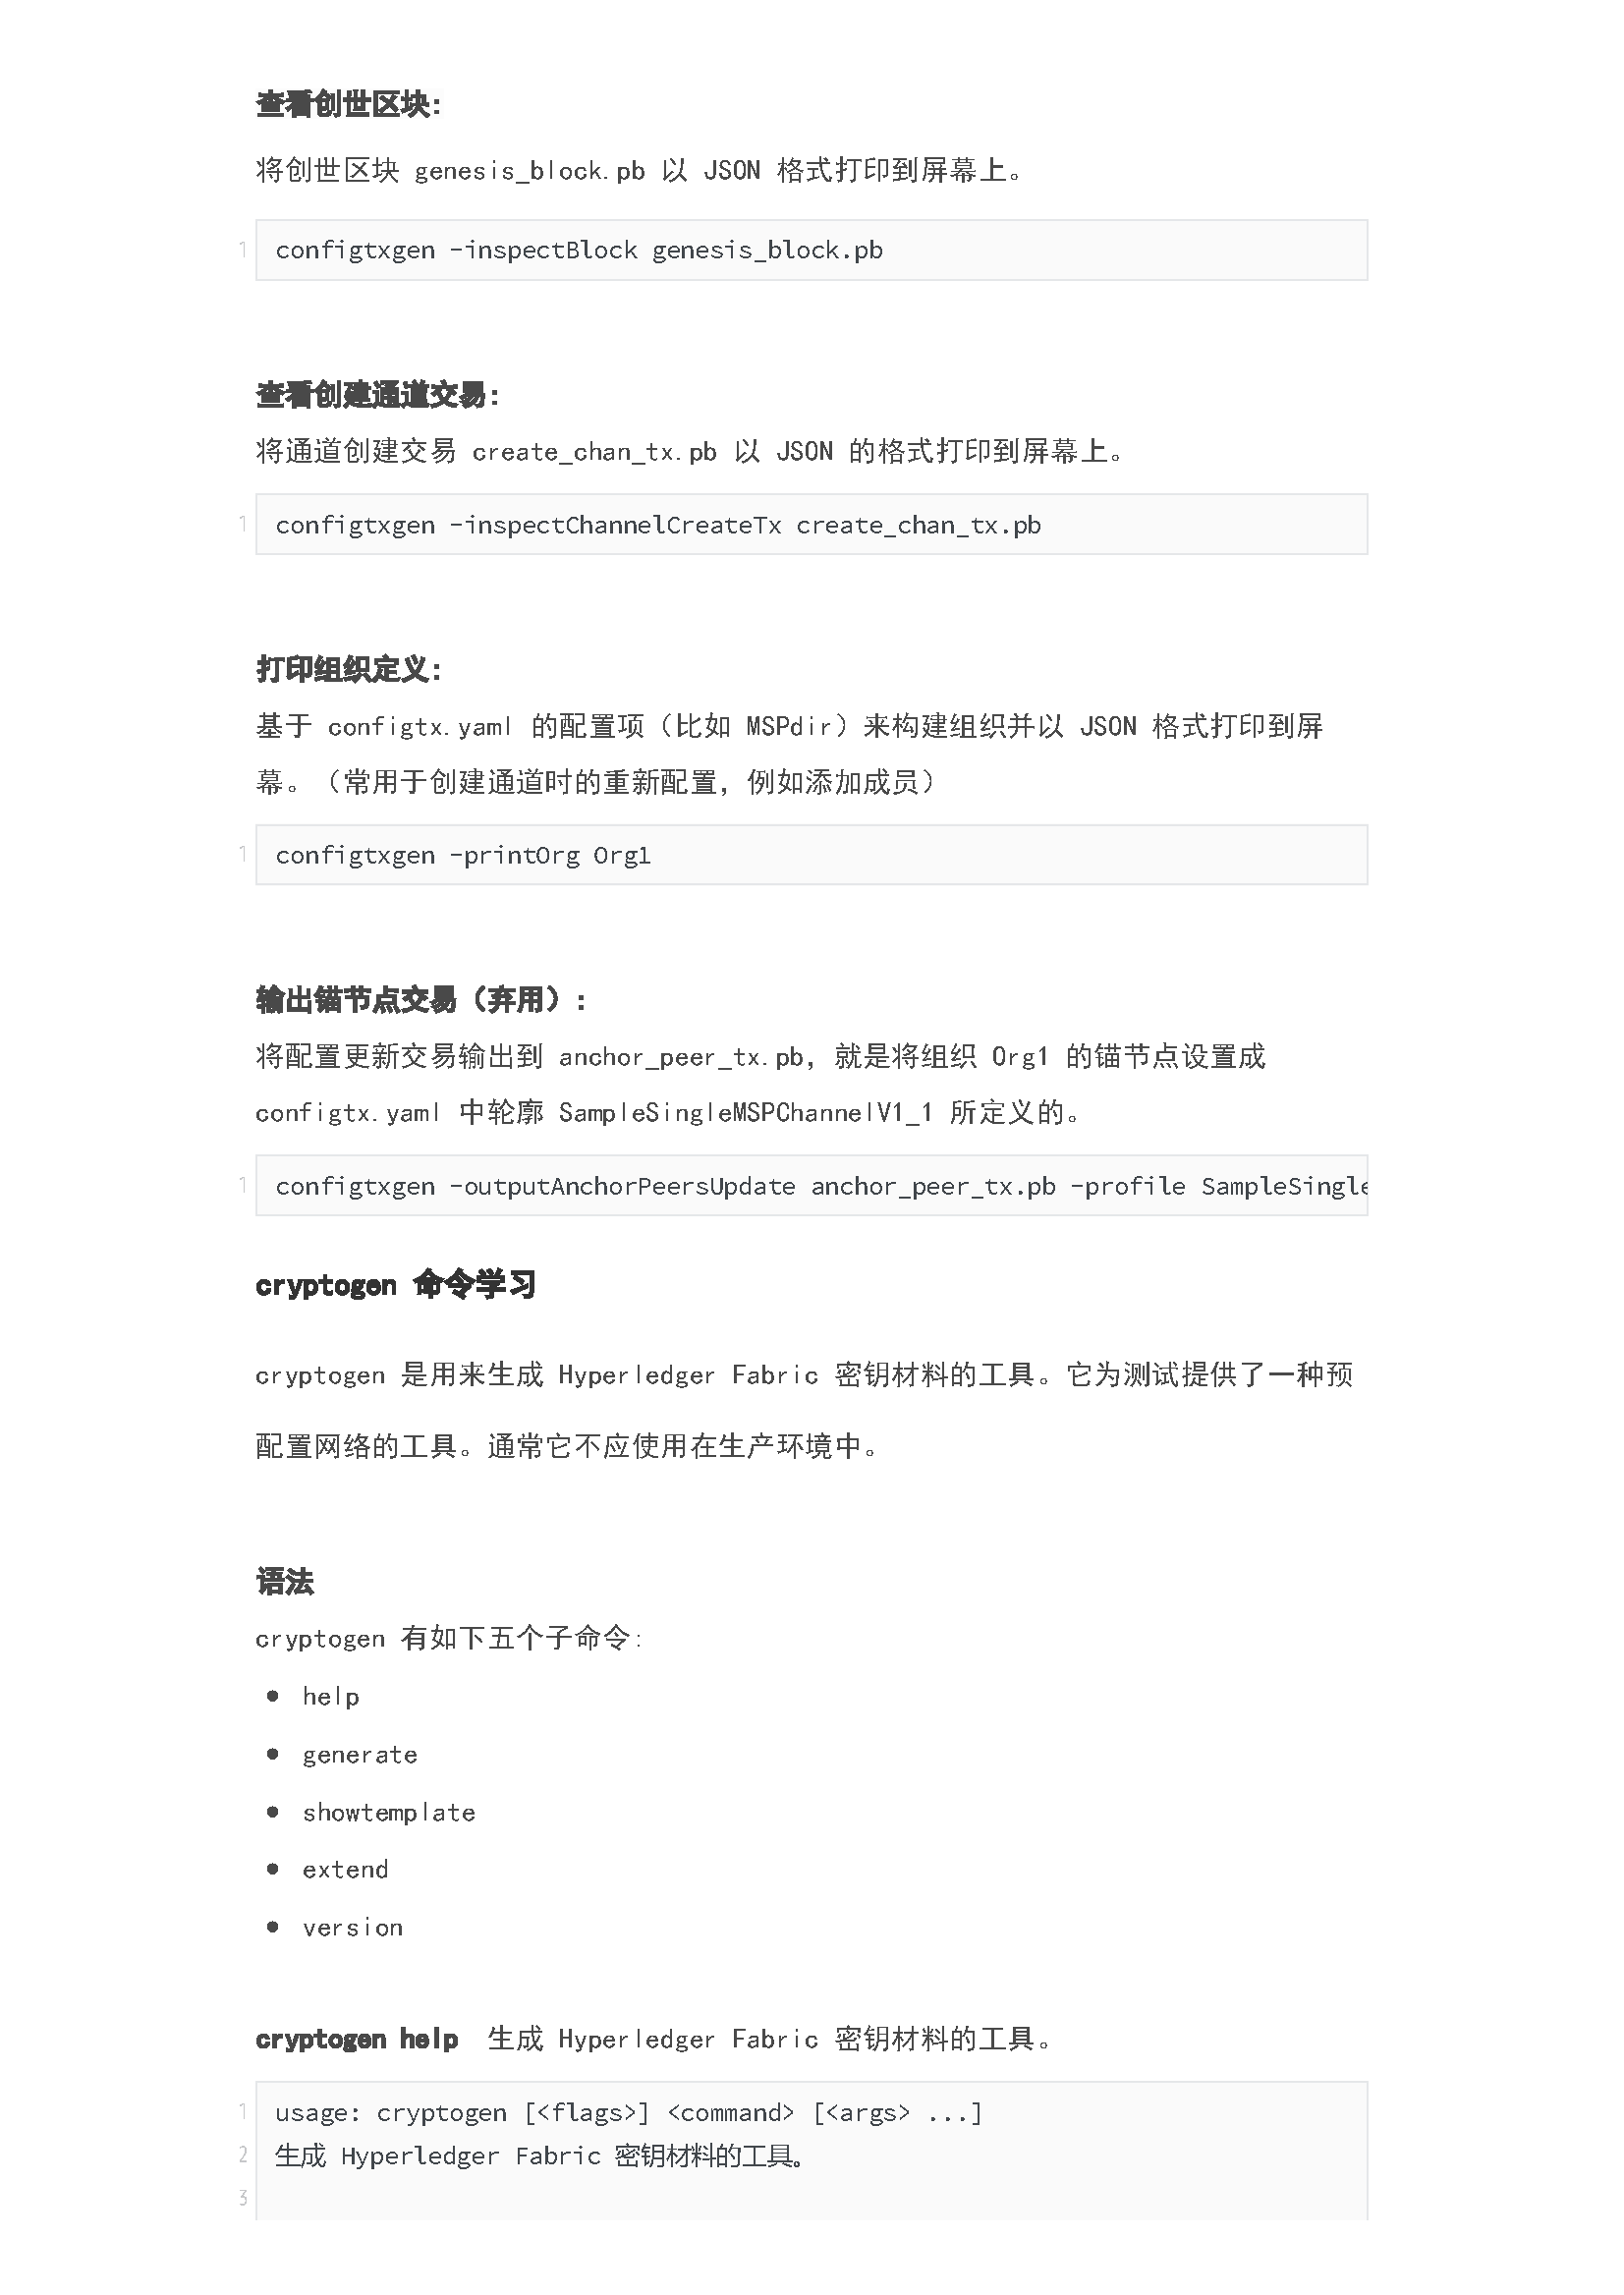 查看创世区块:
将创世区块 genesis_block.pb 以 JSON 格式打印到屏幕上。
1 configtxgen -inspectBlock genesis_block.pb
查看创建通道交易:
将通道创建交易 create_chan_tx.pb 以 JSON 的格式打印到屏幕上。
1 configtxgen -inspectChannelCreateTx create_chan_tx.pb
打印组织定义:
基于 configtx.yaml 的配置项（比如 MSPdir）来构建组织并以 JSON 格式打印到屏
幕。（常用于创建通道时的重新配置，例如添加成员）
1 configtxgen -printOrg Org1
输出锚节点交易（弃用）:
将配置更新交易输出到 anchor_peer_tx.pb，就是将组织 Org1 的锚节点设置成
configtx.yaml 中轮廓 SampleSingleMSPChannelV1_1 所定义的。
1 configtxgen -outputAnchorPeersUpdate anchor_peer_tx.pb -profile SampleSingle
cryptogen 命令学习
cryptogen 是用来生成 Hyperledger Fabric 密钥材料的工具。它为测试提供了一种预
配置网络的工具。通常它不应使用在生产环境中。
语法
cryptogen 有如下五个子命令:
• help
• generate
• showtemplate
• extend
• version
cryptogen help 生成 Hyperledger Fabric 密钥材料的工具。
1 usage: cryptogen [<flags>] <command> [<args> ...]
2 生成 Hyperledger Fabric 密钥材料的工具。
3